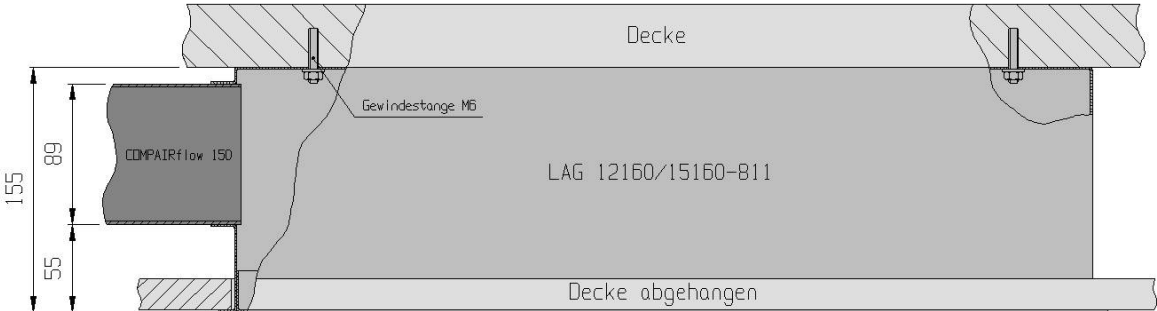 Decke
Gewindestange M6
COMPAIRflow 150
LAG 12160/15160-811
155
89
55
Decke abgehangen